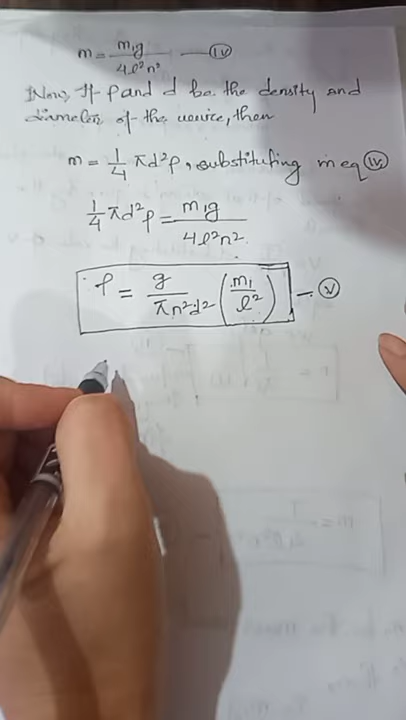 m = m₁g / 4l²n² — (iv)
Now, If ρ and d be the density and
diameter of the
, then
m = 1/4 πd²ρ, substituting in eq (iv)
1/4 πd²ρ = m₁g / 4l²n².
ρ = g / πn²d² (m₁ / l²) — (v)